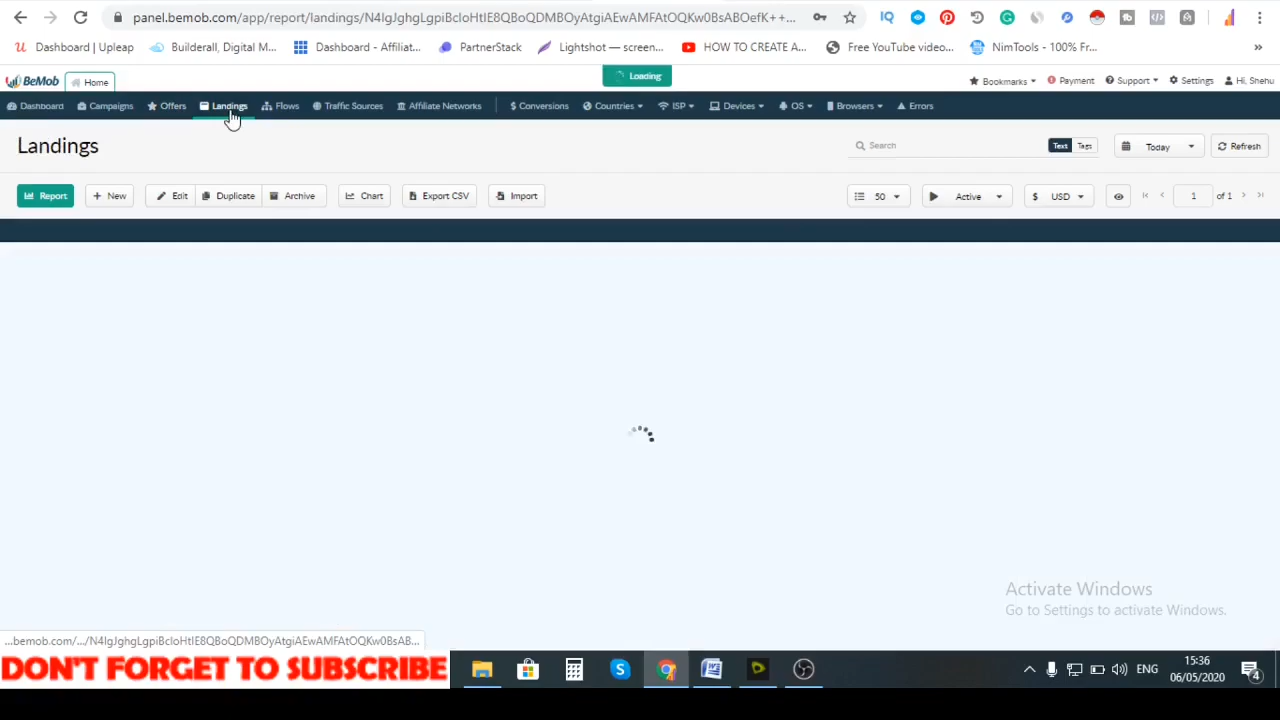 panel.bemob.com/app/report/landings/N4IgJghgLgpiBcIoHtIE8QBoQDMBOyAtgiAEwAMFAtOQKw0BsABOefK++...
Dashboard | Upleap
Builderall, Digital M...
Dashboard - Affiliat...
PartnerStack
Lightshot — screen...
HOW TO CREATE A...
Free YouTube video...
NimTools - 100% Fr...
»
BeMob
Home
Loading
Bookmarks
Payment
Support
Settings
Hi, Shehu
Dashboard
Campaigns
Offers
Landings
Flows
Traffic Sources
Affiliate Networks
$ Conversions
Countries
ISP
Devices
OS
Browsers
Errors
Landings
Search
Text
Tags
Today
Refresh
Report
+ New
Edit
Duplicate
Archive
Chart
Export CSV
Import
50
Active
$ USD
1 of 1
Activate Windows
Go to Settings to activate Windows.
...bemob.com/.../N4IgJghgLgpiBcIoHtIE8QBoQDMBOyAtgiAEwAMFAtOQKw0BsAB...
DON'T FORGET TO SUBSCRIBE
ENG
15:36
06/05/2020
4